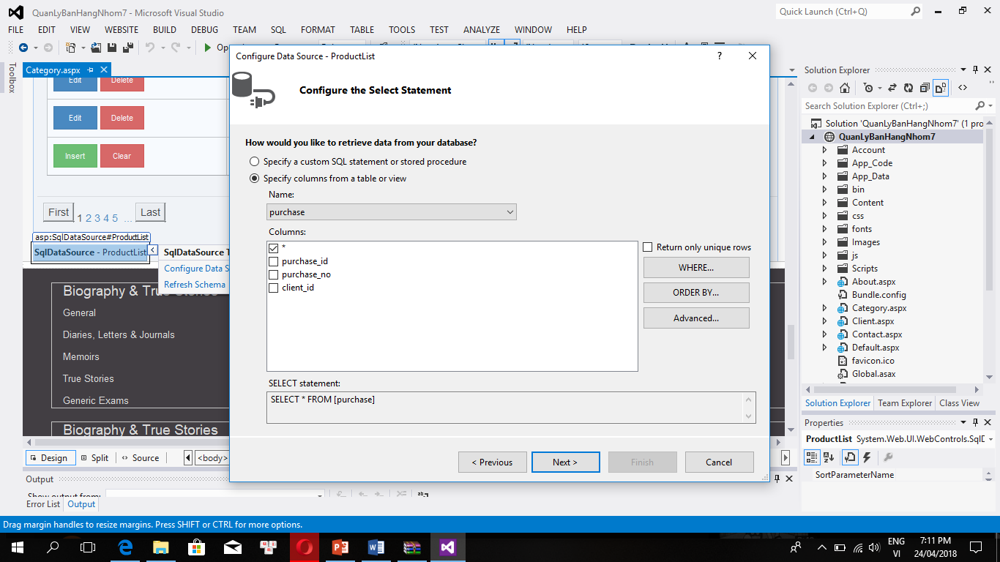 QuanLyBanHangNhom7 - Microsoft Visual Studio
Quick Launch (Ctrl+Q)
FILE EDIT VIEW WEBSITE BUILD DEBUG TEAM SQL FORMAT TABLE TOOLS TEST ANALYZE WINDOW HELP
Toolbox
Category.aspx
Edit Delete
Edit Delete
Insert Clear
First 1 2 3 4 5 ... Last
asp:SqlDataSource#ProductList
SqlDataSource - ProductList
SqlDataSource T
Configure Data S
Refresh Schema
Biography & True Stories
General
Diaries, Letters & Journals
Memoirs
True Stories
Generic Exams
Biography & True Stories
Design Split Source <body>
Output
Show output from:
Error List Output
Configure Data Source - ProductList ?
Configure the Select Statement
How would you like to retrieve data from your database?
Specify a custom SQL statement or stored procedure
Specify columns from a table or view
Name:
purchase
Columns:
*
purchase_id
purchase_no
client_id
Return only unique rows
WHERE...
ORDER BY...
Advanced...
SELECT statement:
SELECT * FROM [purchase]
< Previous Next > Finish Cancel
Solution Explorer
Search Solution Explorer (Ctrl+;)
Solution 'QuanLyBanHangNhom7' (1 pro
QuanLyBanHangNhom7
Account
App_Code
App_Data
bin
Content
css
fonts
Images
js
Scripts
About.aspx
Bundle.config
Category.aspx
Client.aspx
Contact.aspx
Default.aspx
favicon.ico
Global.asax
Solution Explorer Team Explorer Class View
Properties
ProductList System.Web.UI.WebControls.SqlD
SortParameterName
Drag margin handles to resize margins. Press SHIFT or CTRL for more options.
ENG
VI
7:11 PM
24/04/2018